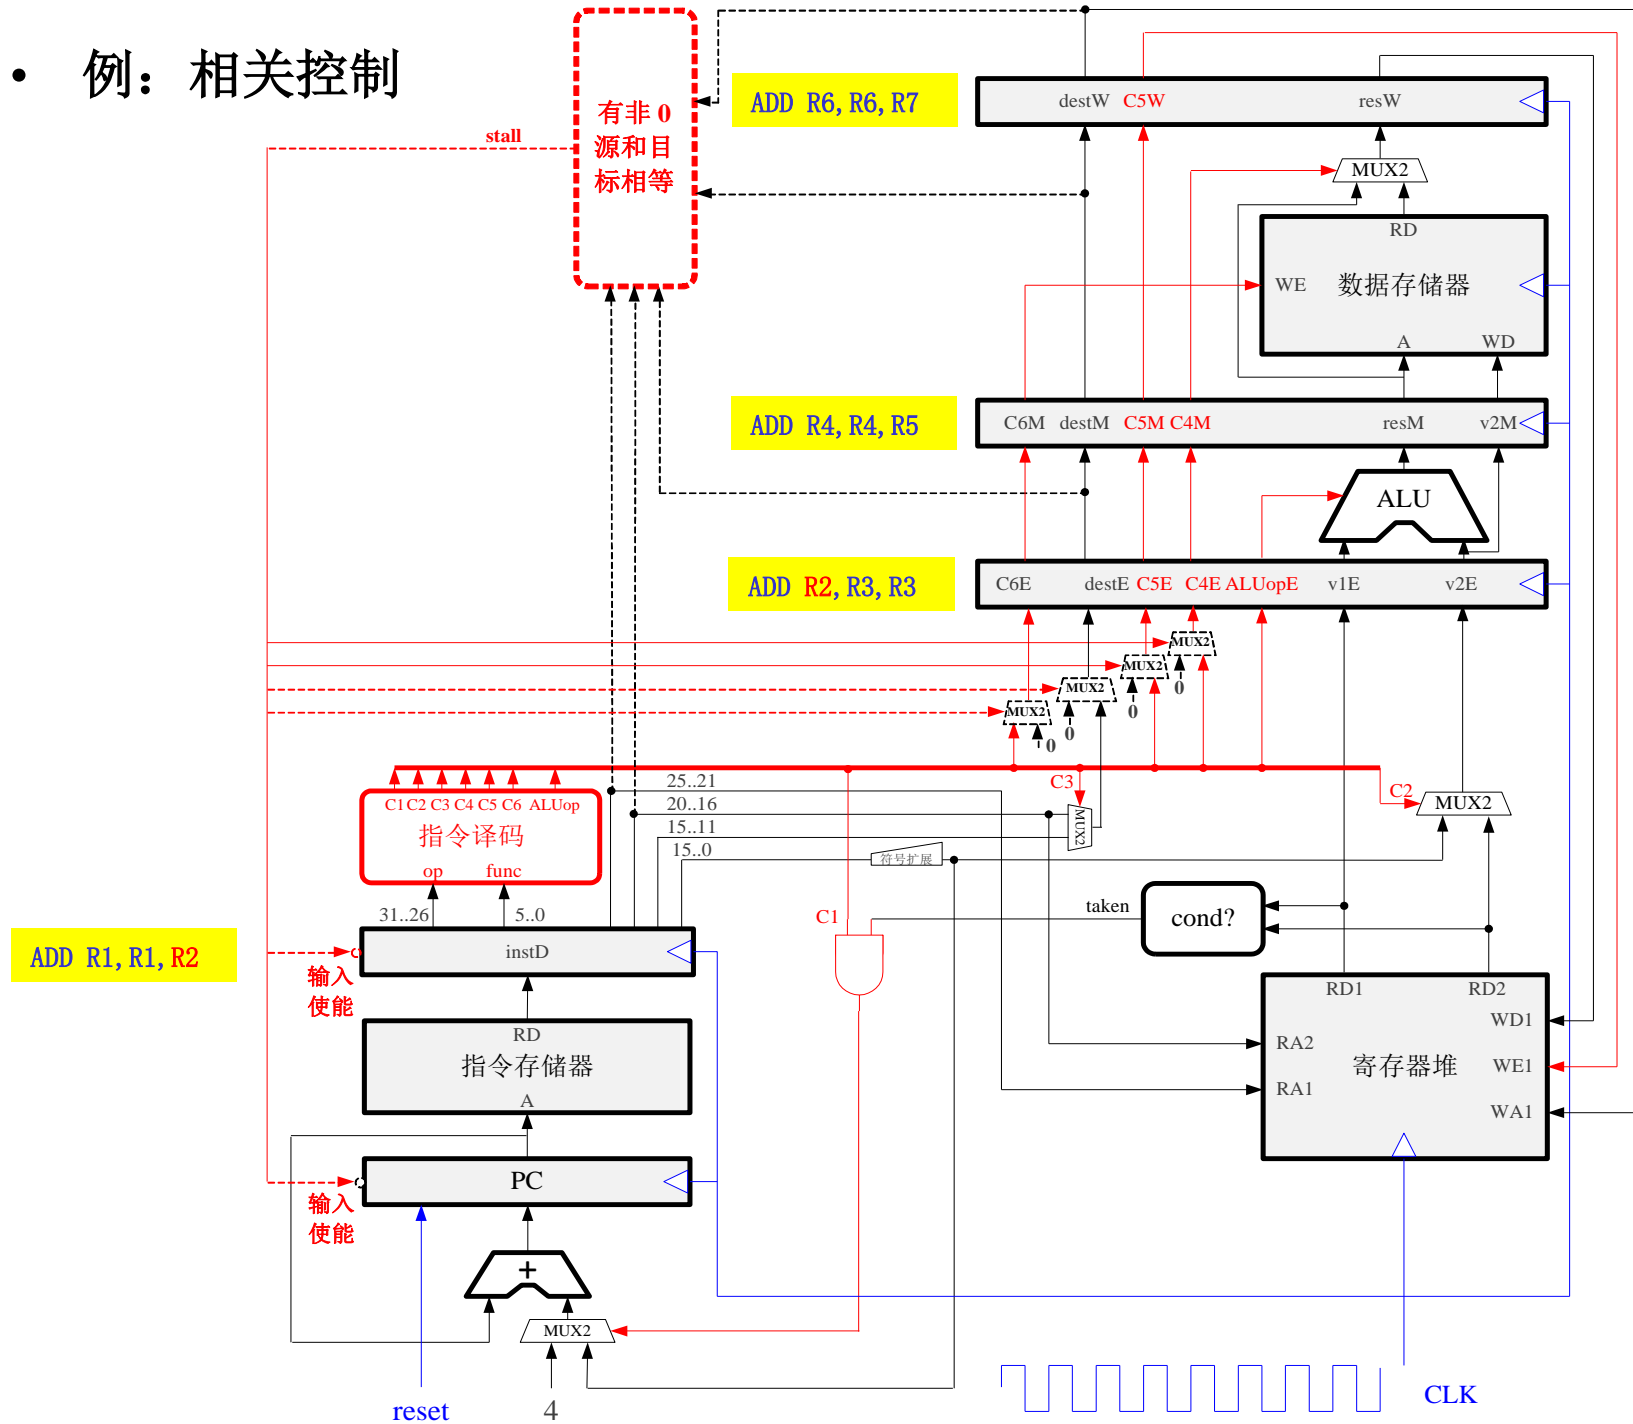 • 例：相关控制
有非 0
源和目
标相等
stall
ADD R6, R6, R7
destW C5W resW
MUX2
RD
WE 数据存储器
A WD
ADD R4, R4, R5
C6M destM C5M C4M resM v2M
ALU
ADD R2, R3, R3
C6E destE C5E C4E ALUopE v1E v2E
MUX2
MUX2
0
MUX2
0
MUX2
0
0
C1 C2 C3 C4 C5 C6 ALUop
指令译码
op func
25..21
20..16
15..11
15..0
C3
MUX2
符号扩展
C2
MUX2
31..26 5..0
C1
taken
cond?
ADD R1, R1, R2
instD
输入
使能
RD
指令存储器
A
RD1 RD2
WD1
RA2
寄存器堆
WE1
RA1
WA1
PC
输入
使能
+
MUX2
reset
4
CLK